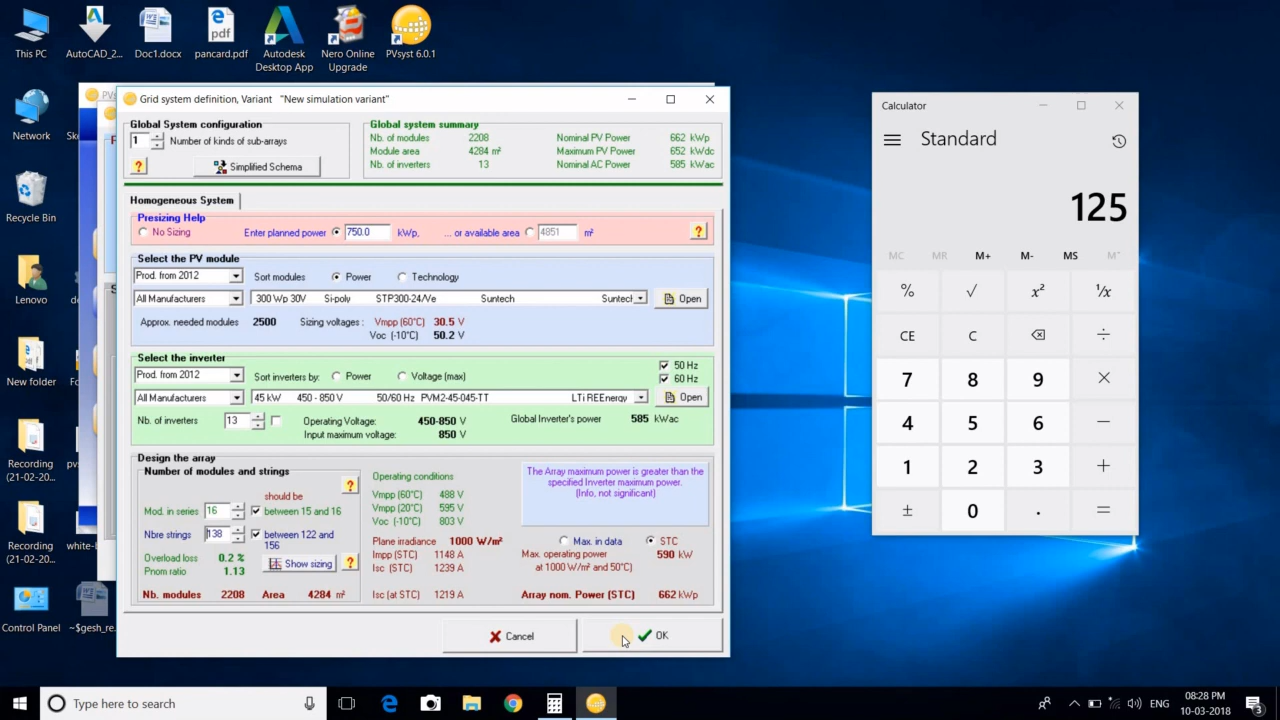 This PC
AutoCAD_2...
Doc1.docx
pancard.pdf
Autodesk
Desktop App
Nero Online
Upgrade
PVsyst 6.0.1
Network
Recycle Bin
Lenovo
New folder
Recording
(21-02-20...
Recording
(21-02-20...
Control Panel
~$gesh_re...
Grid system definition, Variant "New simulation variant"
Global System configuration
1 Number of kinds of sub-arrays
? Simplified Schema
Global system summary
Nb. of modules 2208 Nominal PV Power 662 kWp
Module area 4284 m² Maximum PV Power 652 kWdc
Nb. of inverters 13 Nominal AC Power 585 kWac
Homogeneous System
Presizing Help
No Sizing Enter planned power 750.0 kWp, ... or available area 4851 m² ?
Select the PV module
Prod. from 2012 Sort modules Power Technology
All Manufacturers 300 Wp 30V Si-poly STP300-24/Ve Suntech Suntech Open
Approx. needed modules 2500 Sizing voltages : Vmpp (60°C) 30.5 V
Voc (-10°C) 50.2 V
Select the inverter
50 Hz
Prod. from 2012 Sort inverters by: Power Voltage (max) 60 Hz
All Manufacturers 45 kW 450 - 850 V 50/60 Hz PVM2-45-045-TT LTi REEnergy Open
Nb. of inverters 13 Operating Voltage: 450-850 V Global Inverter's power 585 kWac
Input maximum voltage: 850 V
Design the array
Number of modules and strings
?
should be
Mod. in series 16 between 15 and 16
Nbre strings 138 between 122 and
156
Overload loss 0.2 %
Pnom ratio 1.13
Show sizing ?
Nb. modules 2208 Area 4284 m²
Operating conditions
Vmpp (60°C) 488 V
Vmpp (20°C) 595 V
Voc (-10°C) 803 V
The Array maximum power is greater than the
specified Inverter maximum power.
(Info, not significant)
Plane irradiance 1000 W/m² Max. in data STC
Impp (STC) 1148 A Max. operating power 590 kW
Isc (STC) 1239 A at 1000 W/m² and 50°C)
Isc (at STC) 1219 A Array nom. Power (STC) 662 kWp
Cancel OK
Calculator
Standard
125
MC MR M+ M- MS M˅
% √ x² ¹/x
CE C ÷
7 8 9 ×
4 5 6 −
1 2 3 +
± 0 . =
Type here to search
ENG
08:28 PM
10-03-2018
3